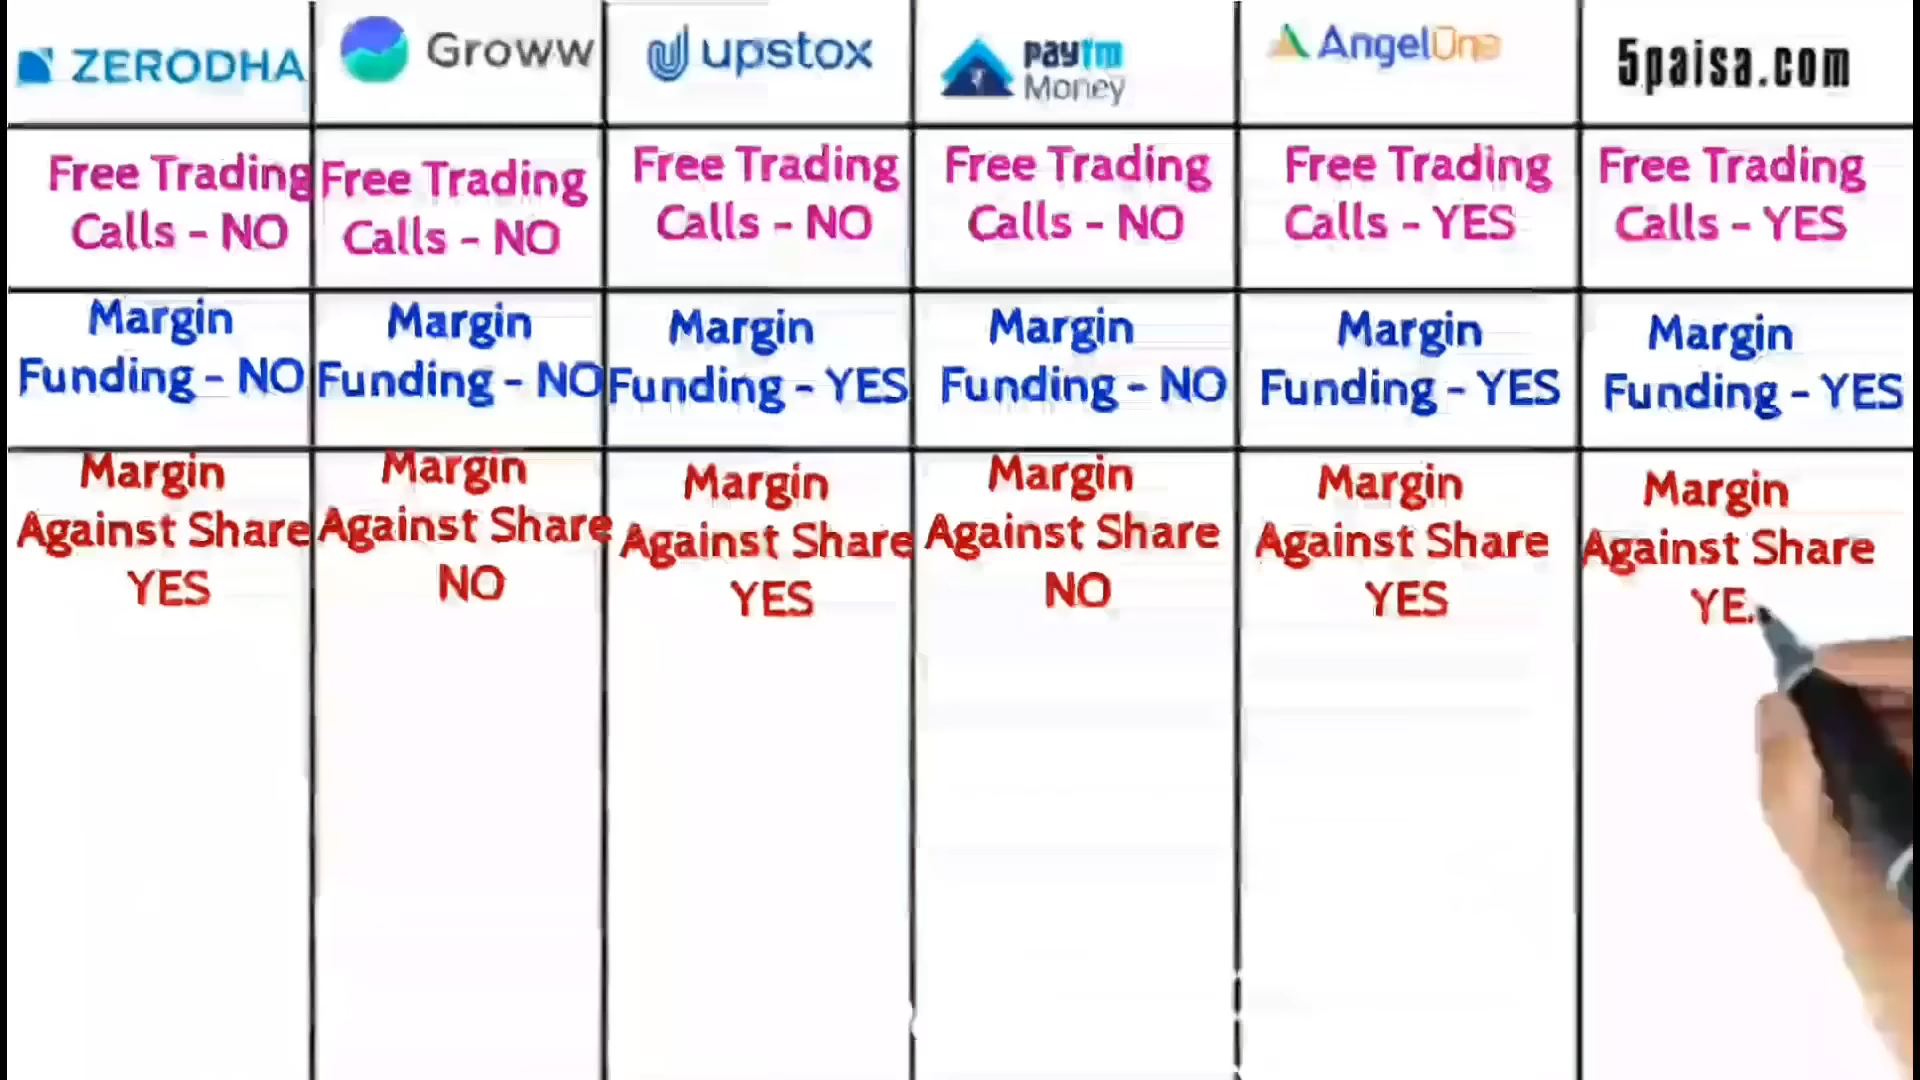 ZERODHA
Groww
upstox
paytm
Money
AngelOne
5paisa.com
Free Trading
Calls - NO
Free Trading
Calls - NO
Free Trading
Calls - NO
Free Trading
Calls - NO
Free Trading
Calls - YES
Free Trading
Calls - YES
Margin
Funding - NO
Margin
Funding - NO
Margin
Funding - YES
Margin
Funding - NO
Margin
Funding - YES
Margin
Funding - YES
Margin
Against Share
YES
Margin
Against Share
NO
Margin
Against Share
YES
Margin
Against Share
NO
Margin
Against Share
YES
Margin
Against Share
YE